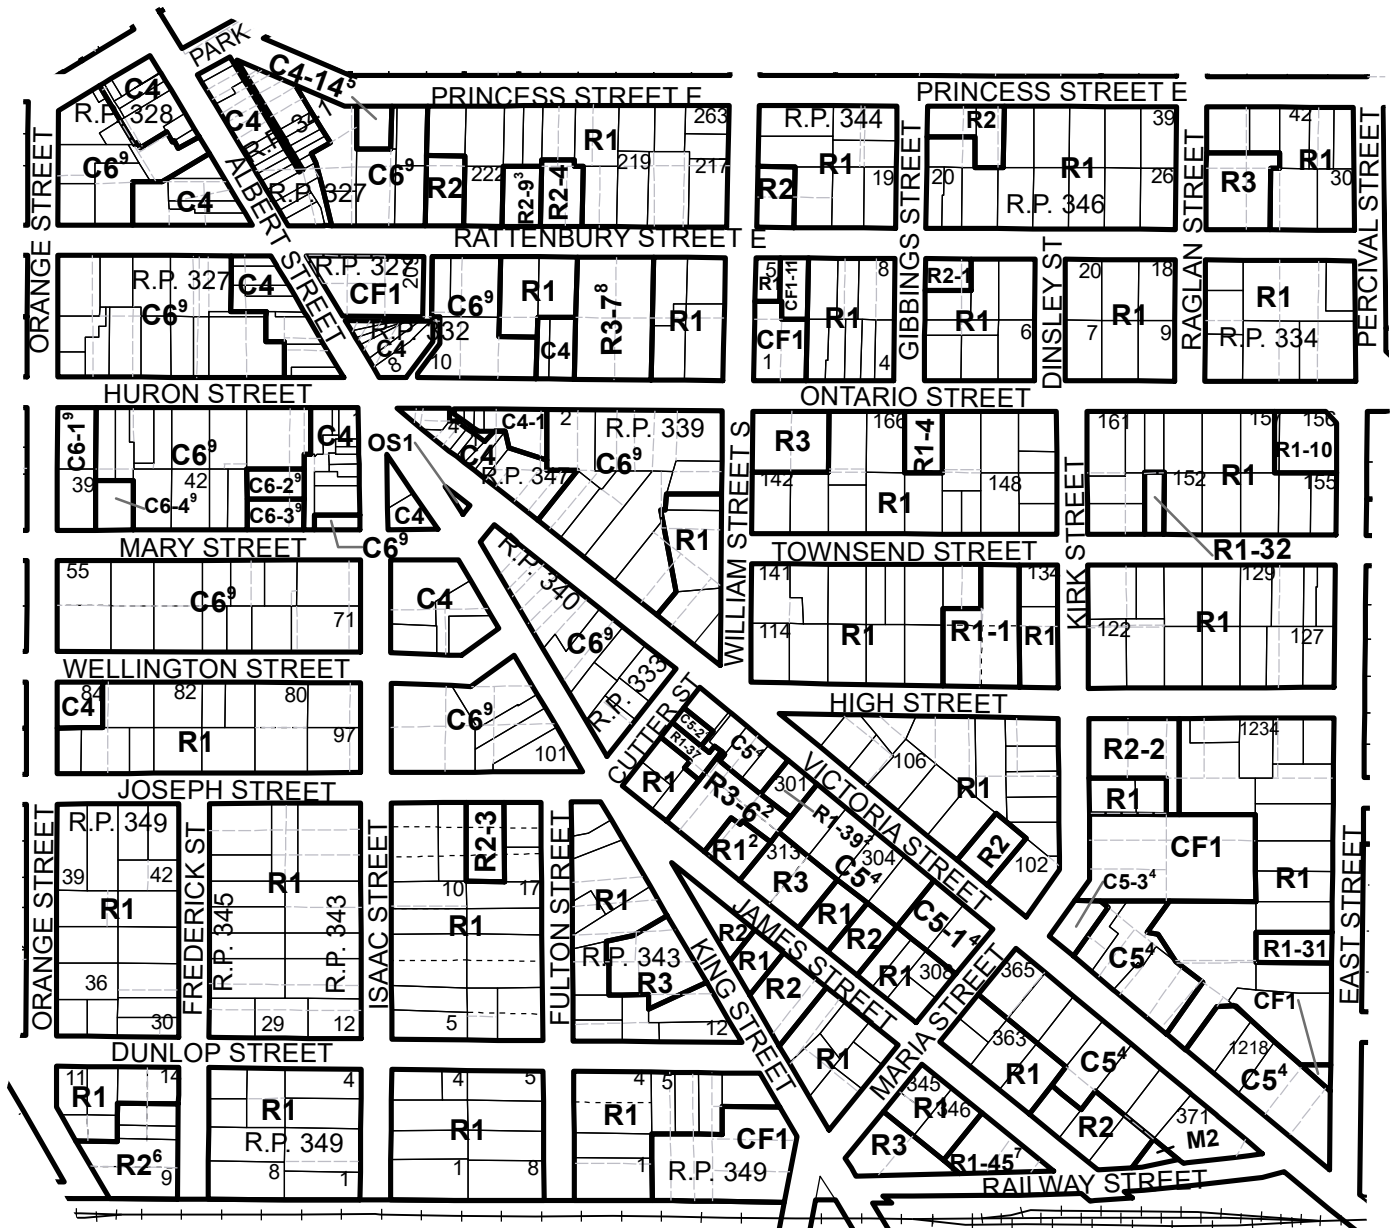 PARK
C4-14⁵
PRINCESS STREET E
PRINCESS STREET E
C4
R.P. 328
C6⁹
C4
C4
R.P. 327
C6⁹
R2
222
R2-9³
R2-4
R1
263
219
217
R.P. 344
R1
R2
19
R2
39
R1
20
26
R.P. 346
42
R1
R3
30
ORANGE STREET
ALBERT STREET
GIBBINGS STREET
RAGLAN STREET
PERCIVAL STREET
RATTENBURY STREET E
R.P. 327
C4
C6⁹
CF1
203
R.P. 332
C4
8
10
C6⁹
R1
C4
R3-7⁸
R1
5
R1
CF1-11
CF1
1
8
R1
4
R2-1
R1
6
DINSLEY ST
20
18
R1
7
9
R1
R.P. 334
HURON STREET
ONTARIO STREET
C6-1⁹
39
C6⁹
42
C6-4⁹
C6-2⁹
C6-3⁹
C4
C6⁹
OS1
C4
4
C4-1
C4
2
R.P. 339
C6⁹
R.P. 347
R1
WILLIAM STREET S
R3
142
166
R1-4
R1
148
KIRK STREET
161
152
R1
R1-10
155
R1-32
MARY STREET
TOWNSEND STREET
55
C6⁹
71
C4
R.P. 340
C6⁹
R.P. 333
141
114
R1
R1-1
134
R1
129
122
R1
127
WELLINGTON STREET
HIGH STREET
84
82
80
C4
R1
97
C6⁹
101
CUTTER ST
C5-2
R1-37
R1
C5⁴
301
R3-6²
R1²
VICTORIA STREET
106
R1
R2
102
R2-2
R1
1234
CF1
R1
C5-3⁴
JOSEPH STREET
R.P. 349
39
42
R1
36
30
ORANGE STREET
FREDERICK ST
R.P. 345
R1
R.P. 343
29
12
ISAAC STREET
R2-3
10
17
R1
5
FULTON STREET
R1
R.P. 343
R3
12
KING STREET
JAMES STREET
313
R3
304
C5⁴
R1
R2
C5-1⁴
R1
308
R2
R1
R2
R1
MARIA STREET
365
363
R1
C5⁴
C5⁴
R1-31
CF1
1218
C5⁴
EAST STREET
DUNLOP STREET
11
14
R1
R2⁶
9
4
R1
R.P. 349
8
1
4
5
R1
1
8
4
5
R1
1
CF1
R.P. 349
345
R1
346
R3
R1-45⁷
R2
371
M2
RAILWAY STREET